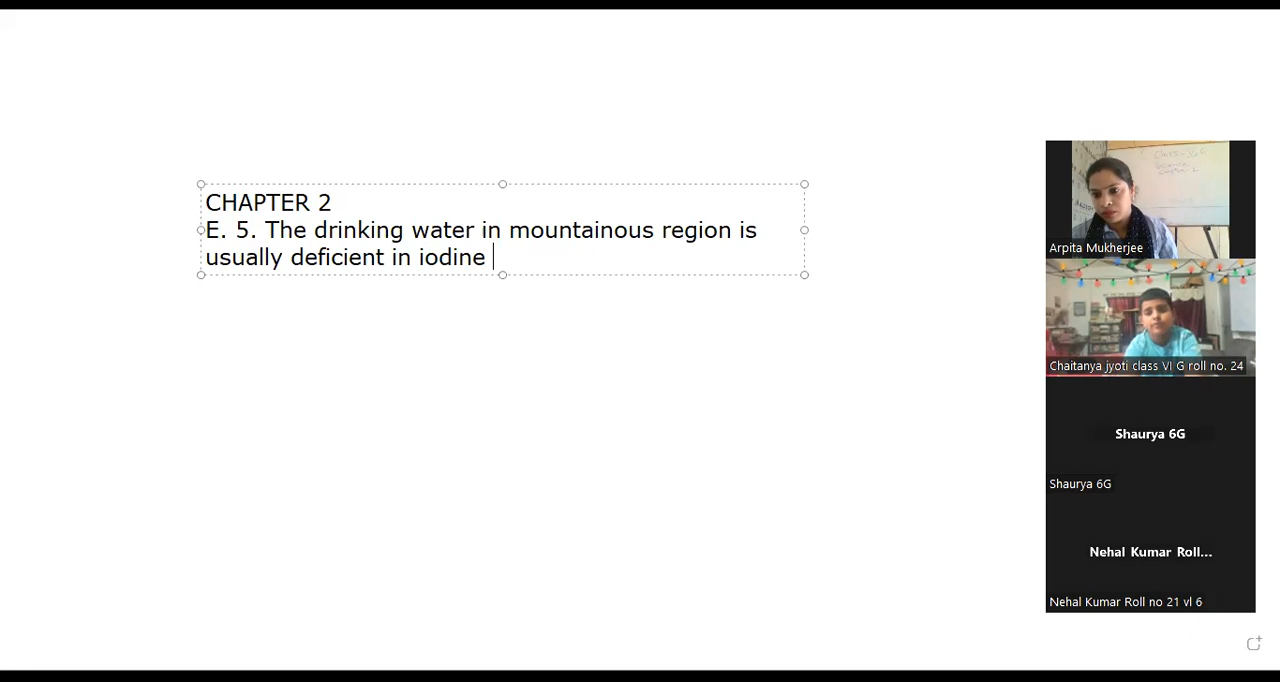 CHAPTER 2
E. 5. The drinking water in mountainous region is
usually deficient in iodine
Arpita Mukherjee
Chaitanya jyoti class VI G roll no. 24
Shaurya 6G
Shaurya 6G
Nehal Kumar Roll...
Nehal Kumar Roll no 21 vl 6